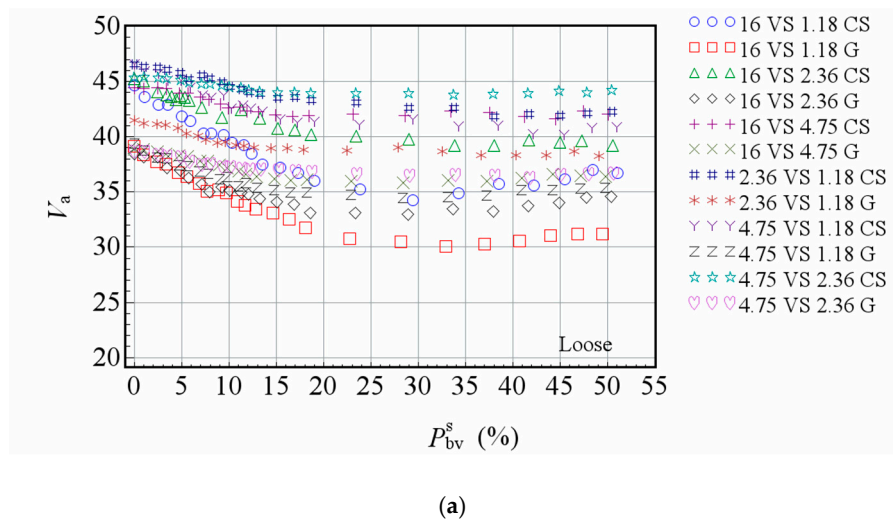 50
45
40
35
30
25
20
0 5 10 15 20 25 30 35 40 45 50 55
Va
P s bv (%)
Loose
16 VS 1.18 CS
16 VS 1.18 G
16 VS 2.36 CS
16 VS 2.36 G
16 VS 4.75 CS
16 VS 4.75 G
2.36 VS 1.18 CS
2.36 VS 1.18 G
4.75 VS 1.18 CS
4.75 VS 1.18 G
4.75 VS 2.36 CS
4.75 VS 2.36 G
(a)